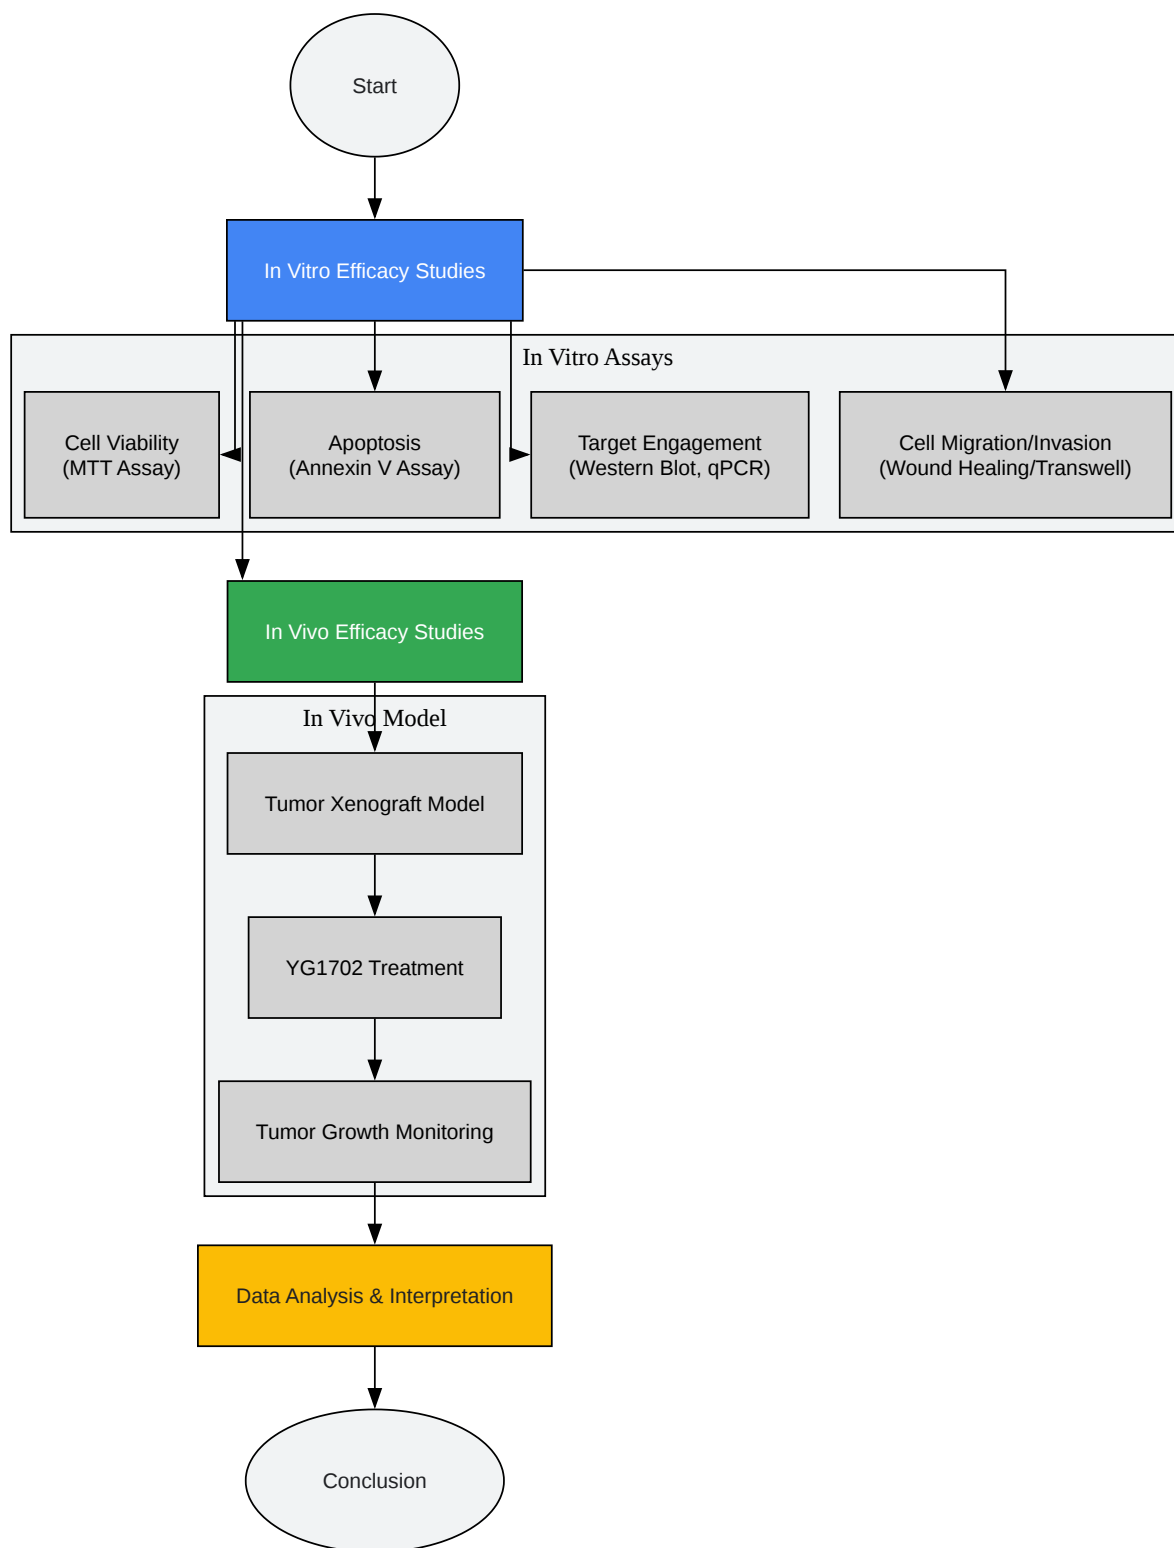 Start
In Vitro Efficacy Studies
In Vitro Assays
Cell Viability
(MTT Assay)
Apoptosis
(Annexin V Assay)
Target Engagement
(Western Blot, qPCR)
Cell Migration/Invasion
(Wound Healing/Transwell)
In Vivo Efficacy Studies
In Vivo Model
Tumor Xenograft Model
YG1702 Treatment
Tumor Growth Monitoring
Data Analysis & Interpretation
Conclusion